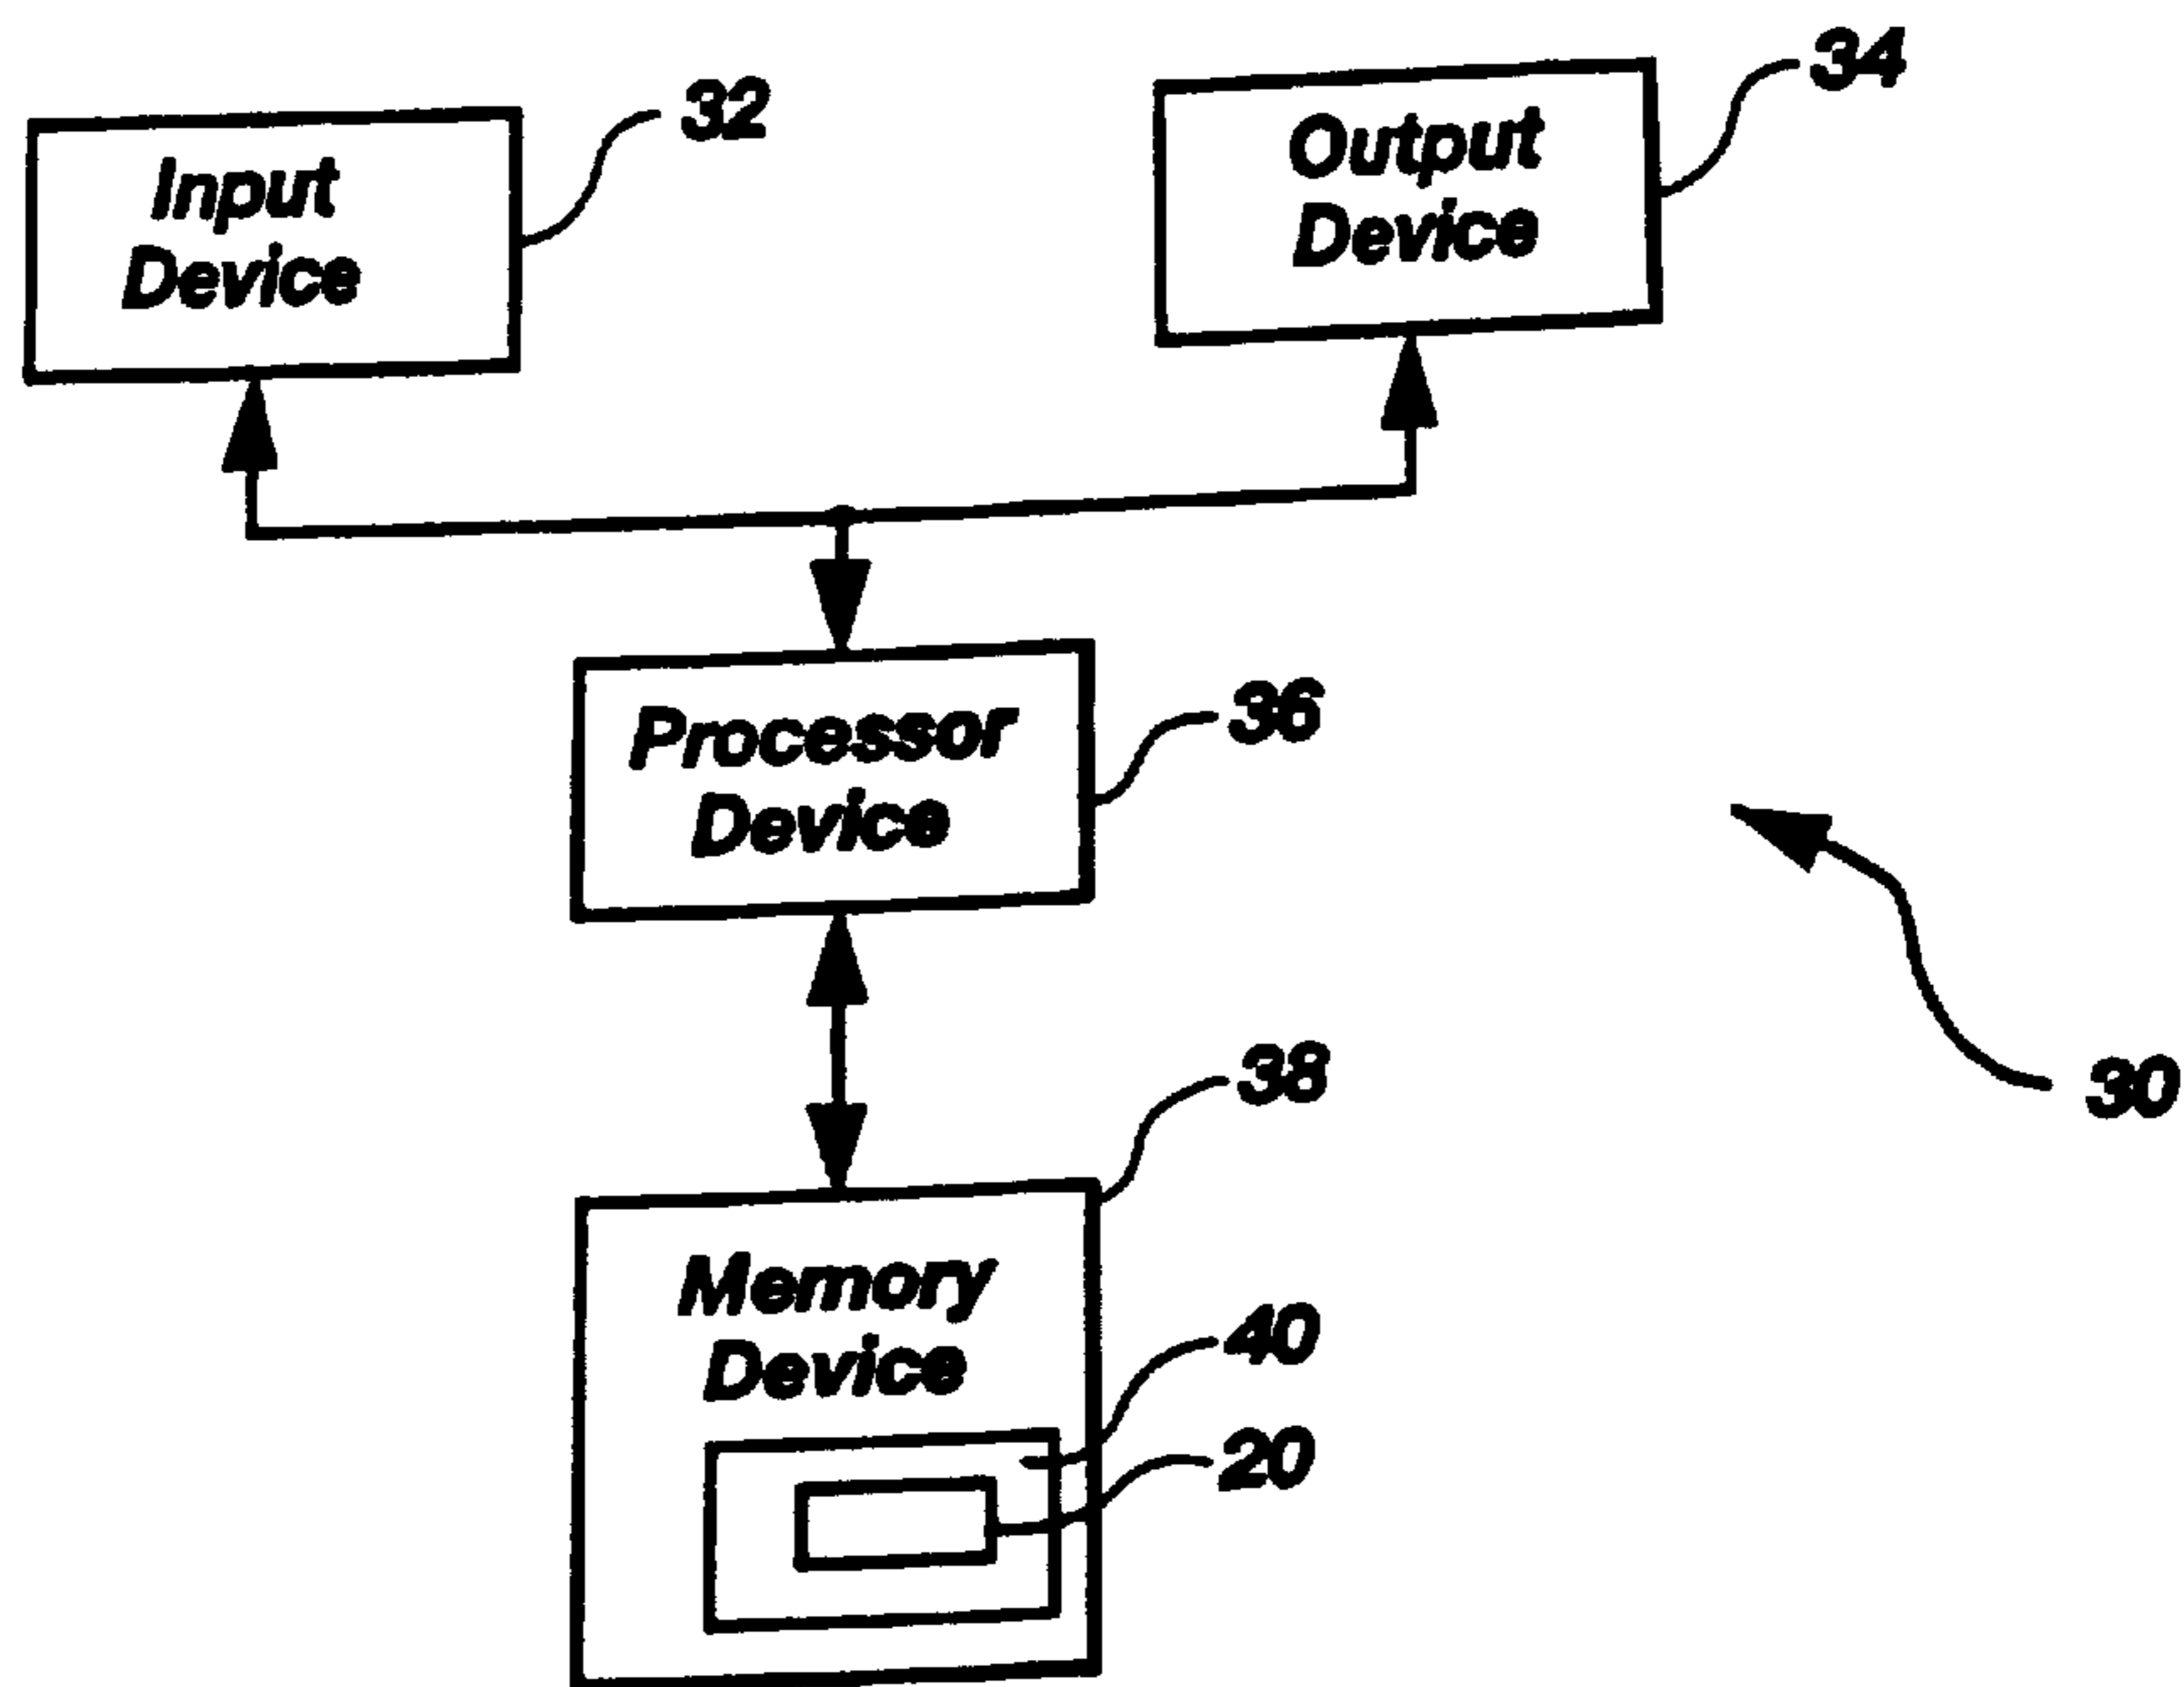 32
34
Input
Device
Output
Device
Processor
Device
36
30
38
Memory
Device
40
20